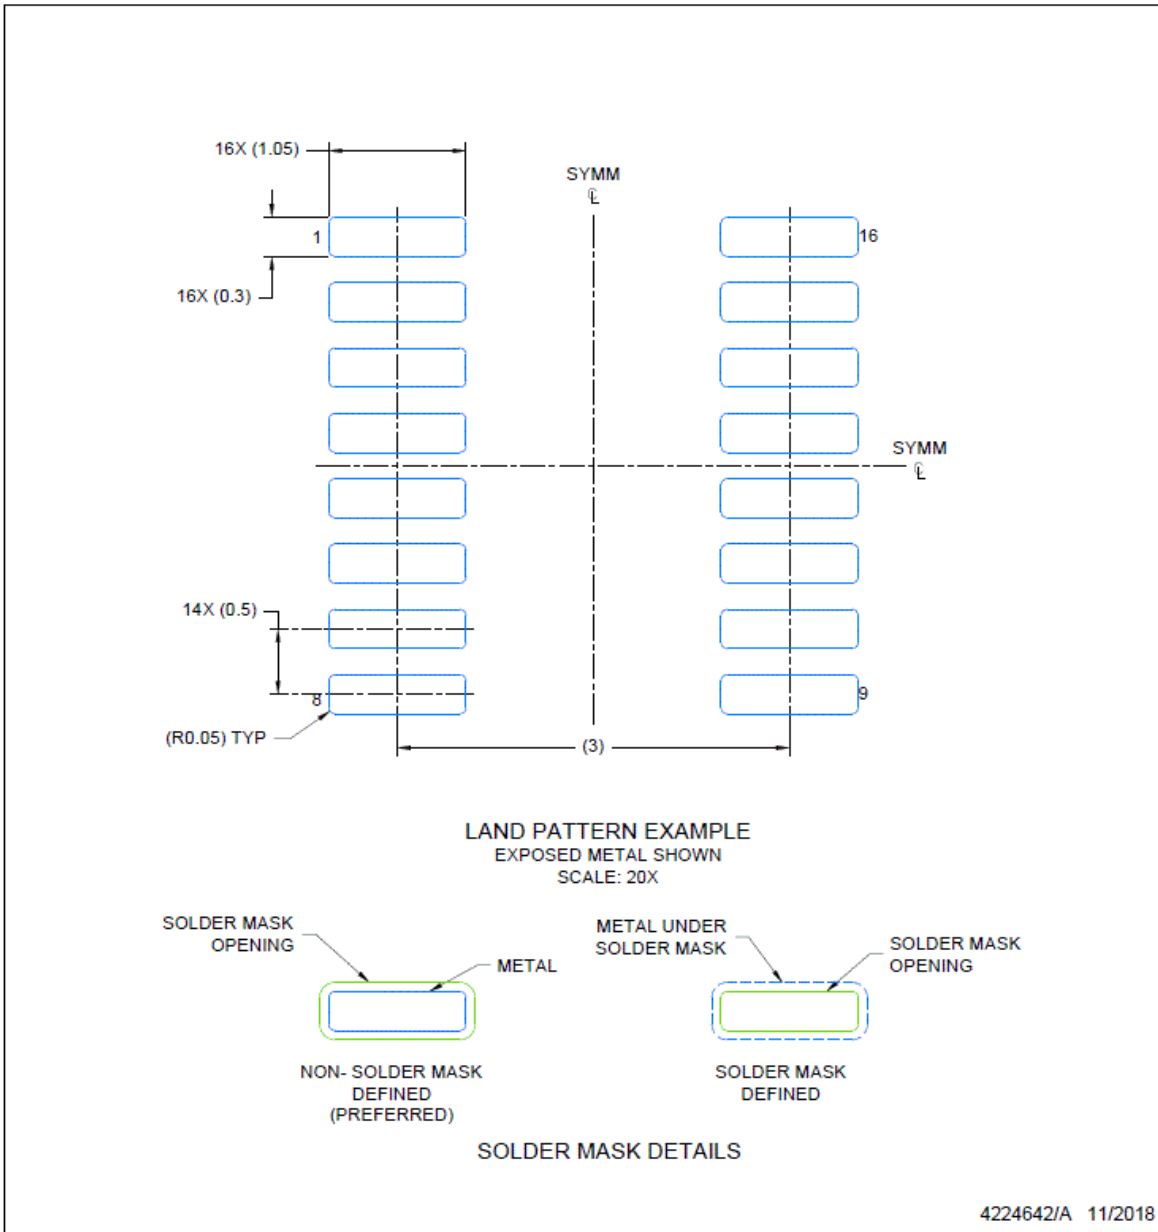 16X (1.05)
SYMM
℄
1
16
16X (0.3)
SYMM
℄
14X (0.5)
8
9
(R0.05) TYP
(3)
LAND PATTERN EXAMPLE
EXPOSED METAL SHOWN
SCALE: 20X
SOLDER MASK
OPENING
METAL
METAL UNDER
SOLDER MASK
SOLDER MASK
OPENING
NON- SOLDER MASK
DEFINED
(PREFERRED)
SOLDER MASK
DEFINED
SOLDER MASK DETAILS
4224642/A 11/2018